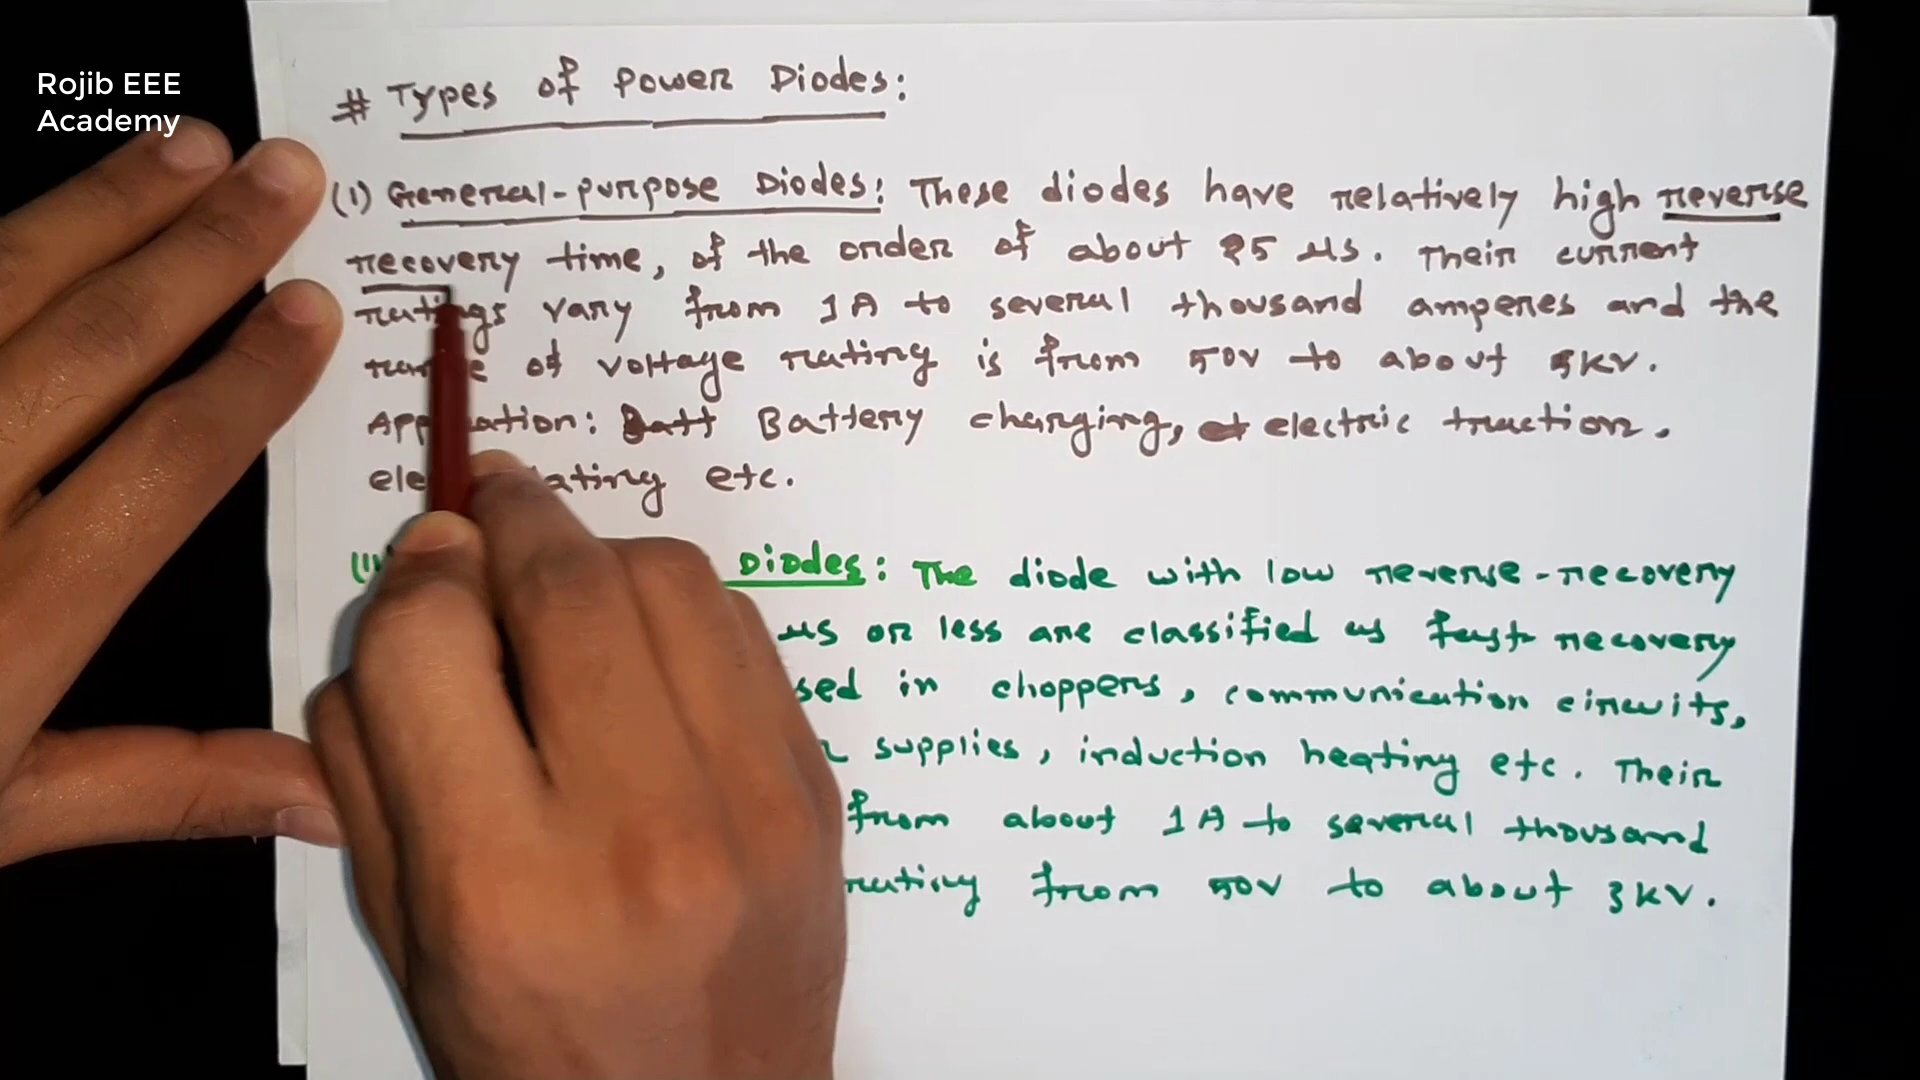 Rojib EEE
Academy
# Types of Power Diodes:
(1) General-purpose Diodes: These diodes have relatively high reverse
recovery time, of the order of about 25 μs. Their current
ratings vary from 1A to several thousand amperes and the
of voltage rating is from 50V to about 5KV.
Batt Battery charging, electric traction.
etc.
Diodes: The diode with low reverse-recovery
μs or less are classified as fast recovery
in choppers, communication circuits,
supplies, induction heating etc. Their
from about 1A to several thousand
rating from 50V to about 3KV.